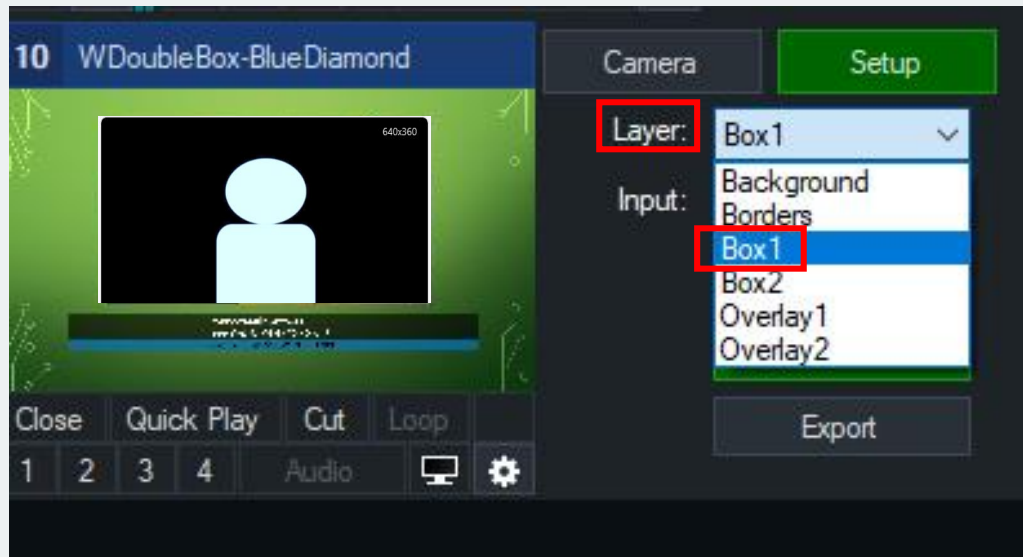 10 WDoubleBox-BlueDiamond
Camera Setup
640x360
Layer: Box1
Input:
Background
Borders
Box1
Box2
Overlay1
Overlay2
Export
Close Quick Play Cut Loop
1 2 3 4 Audio